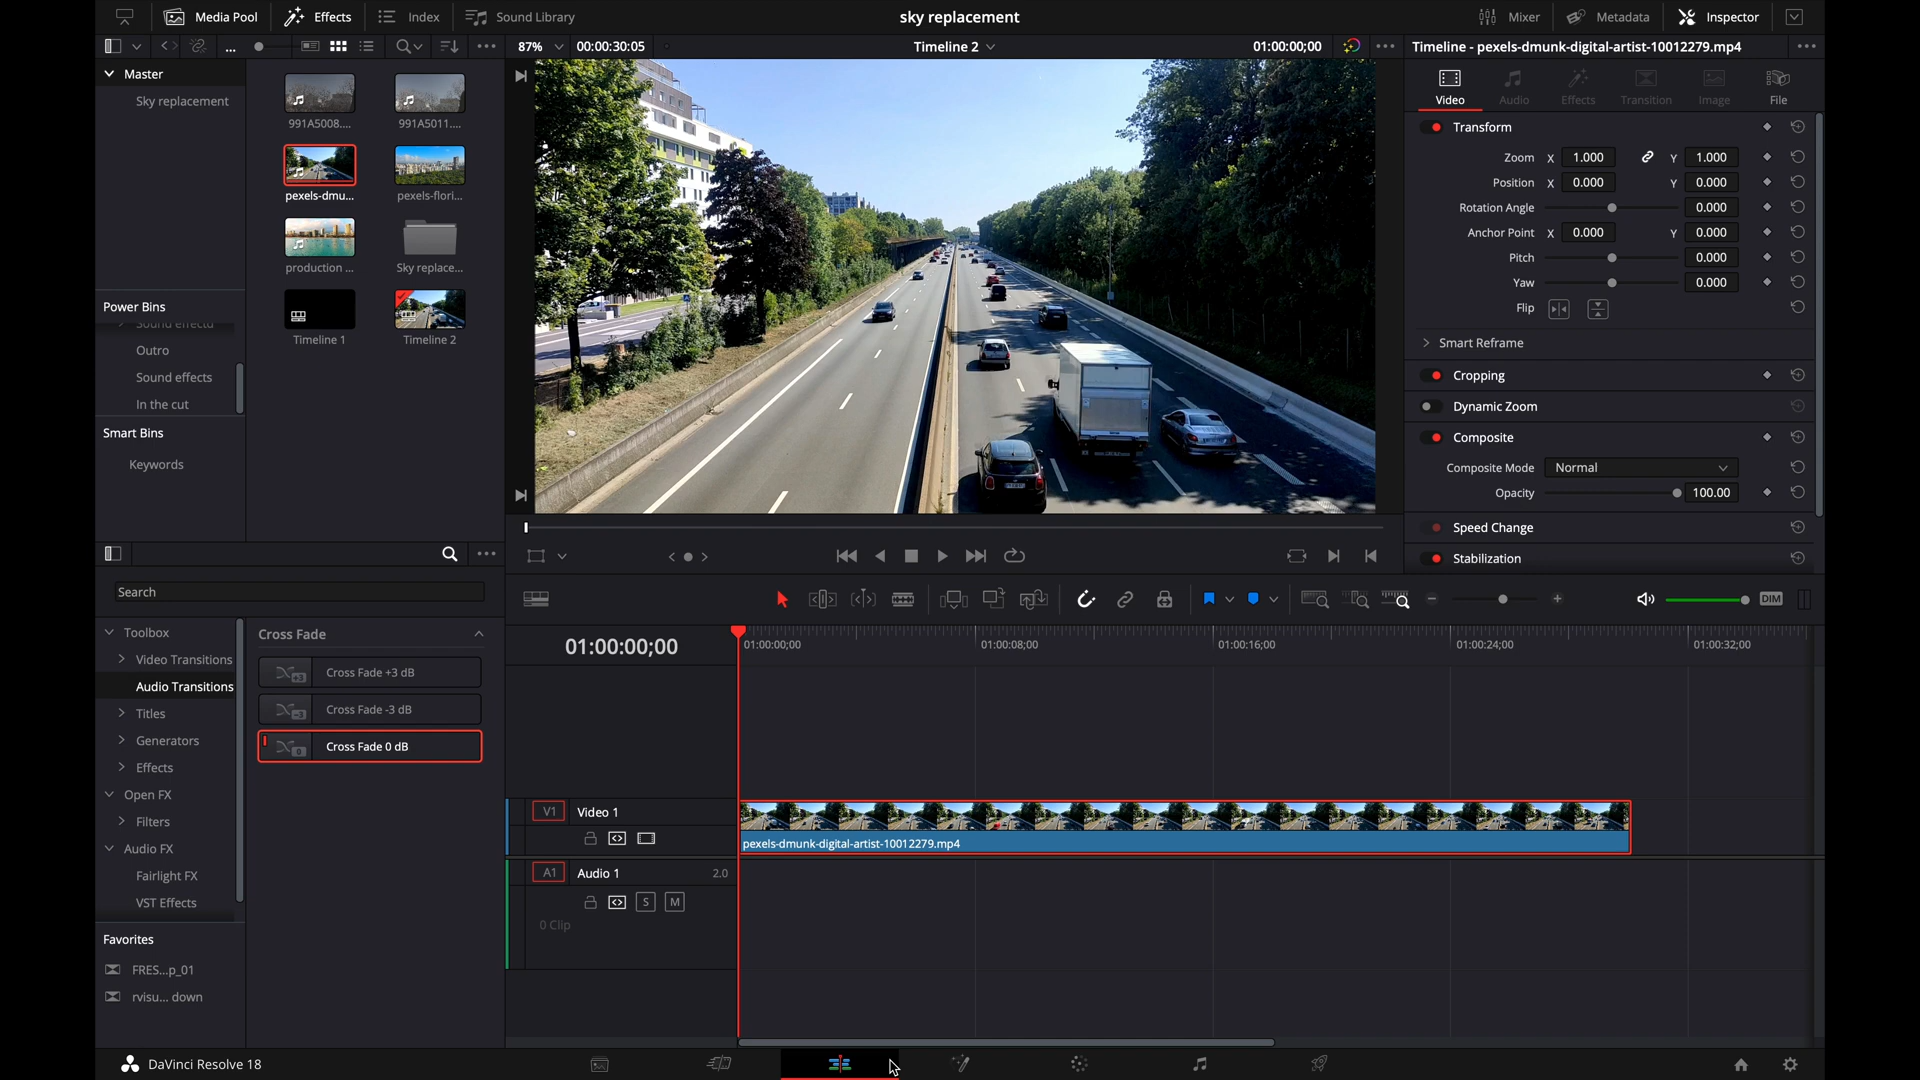 Media Pool
Effects
Index
Sound Library
sky replacement
Mixer
Metadata
Inspector
...
87%
00:00:30:05
Timeline 2
01:00:00;00
Timeline - pexels-dmunk-digital-artist-10012279.mp4
Master
Sky replacement
991A5008....
991A5011....
pexels-dmu...
pexels-flori...
production ...
Sky replace...
Timeline 1
Timeline 2
Power Bins
Sound effects
Outro
Sound effects
In the cut
Smart Bins
Keywords
Video
Audio
Effects
Transition
Image
File
Transform
Zoom X 1.000 Y 1.000
Position X 0.000 Y 0.000
Rotation Angle 0.000
Anchor Point X 0.000 Y 0.000
Pitch 0.000
Yaw 0.000
Flip
Smart Reframe
Cropping
Dynamic Zoom
Composite
Composite Mode Normal
Opacity 100.00
Speed Change
Stabilization
Search
Toolbox
Video Transitions
Audio Transitions
Titles
Generators
Effects
Open FX
Filters
Audio FX
Fairlight FX
VST Effects
Favorites
FRES...p_01
rvisu... down
Cross Fade
+3 Cross Fade +3 dB
-3 Cross Fade -3 dB
0 Cross Fade 0 dB
DIM
01:00:00;00
01:00:00;00
01:00:08;00
01:00:16;00
01:00:24;00
01:00:32;00
V1 Video 1
pexels-dmunk-digital-artist-10012279.mp4
A1 Audio 1 2.0
S M
0 Clip
DaVinci Resolve 18